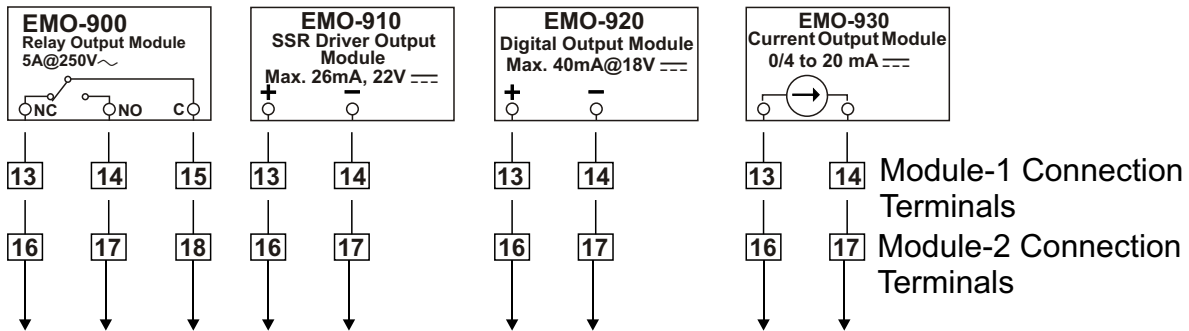 EMO-900
Relay Output Module
5A@250V～
NC NO C
EMO-910
SSR Driver Output
Module
Max. 26mA, 22V ⎓
+ −
EMO-920
Digital Output Module
Max. 40mA@18V ⎓
+ −
EMO-930
Current Output Module
0/4 to 20 mA ⎓
13 14 15 13 14 13 14 13 14 Module-1 Connection
Terminals
16 17 18 16 17 16 17 16 17 Module-2 Connection
Terminals